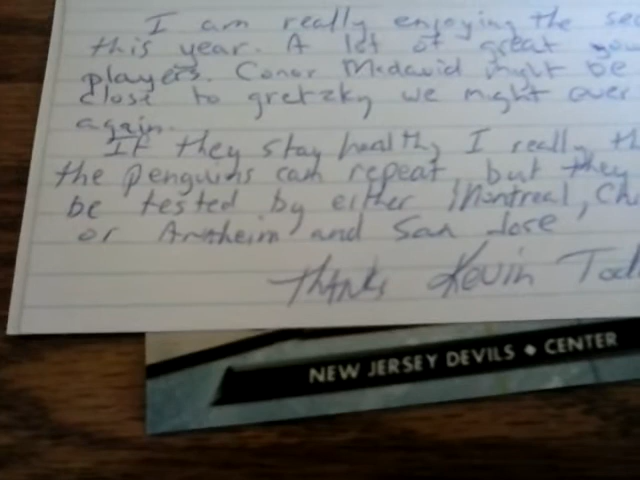 I am really enjoying the
this year. A lot of great
players. Conor Mcdavid might be
close to gretzky we might ever
again.
If they stay healthy I really
the penguins can repeat, but they
be tested by either Montreal,
or Anaheim and San Jose
Thanks Kevin
NEW JERSEY DEVILS ◆ CENTER